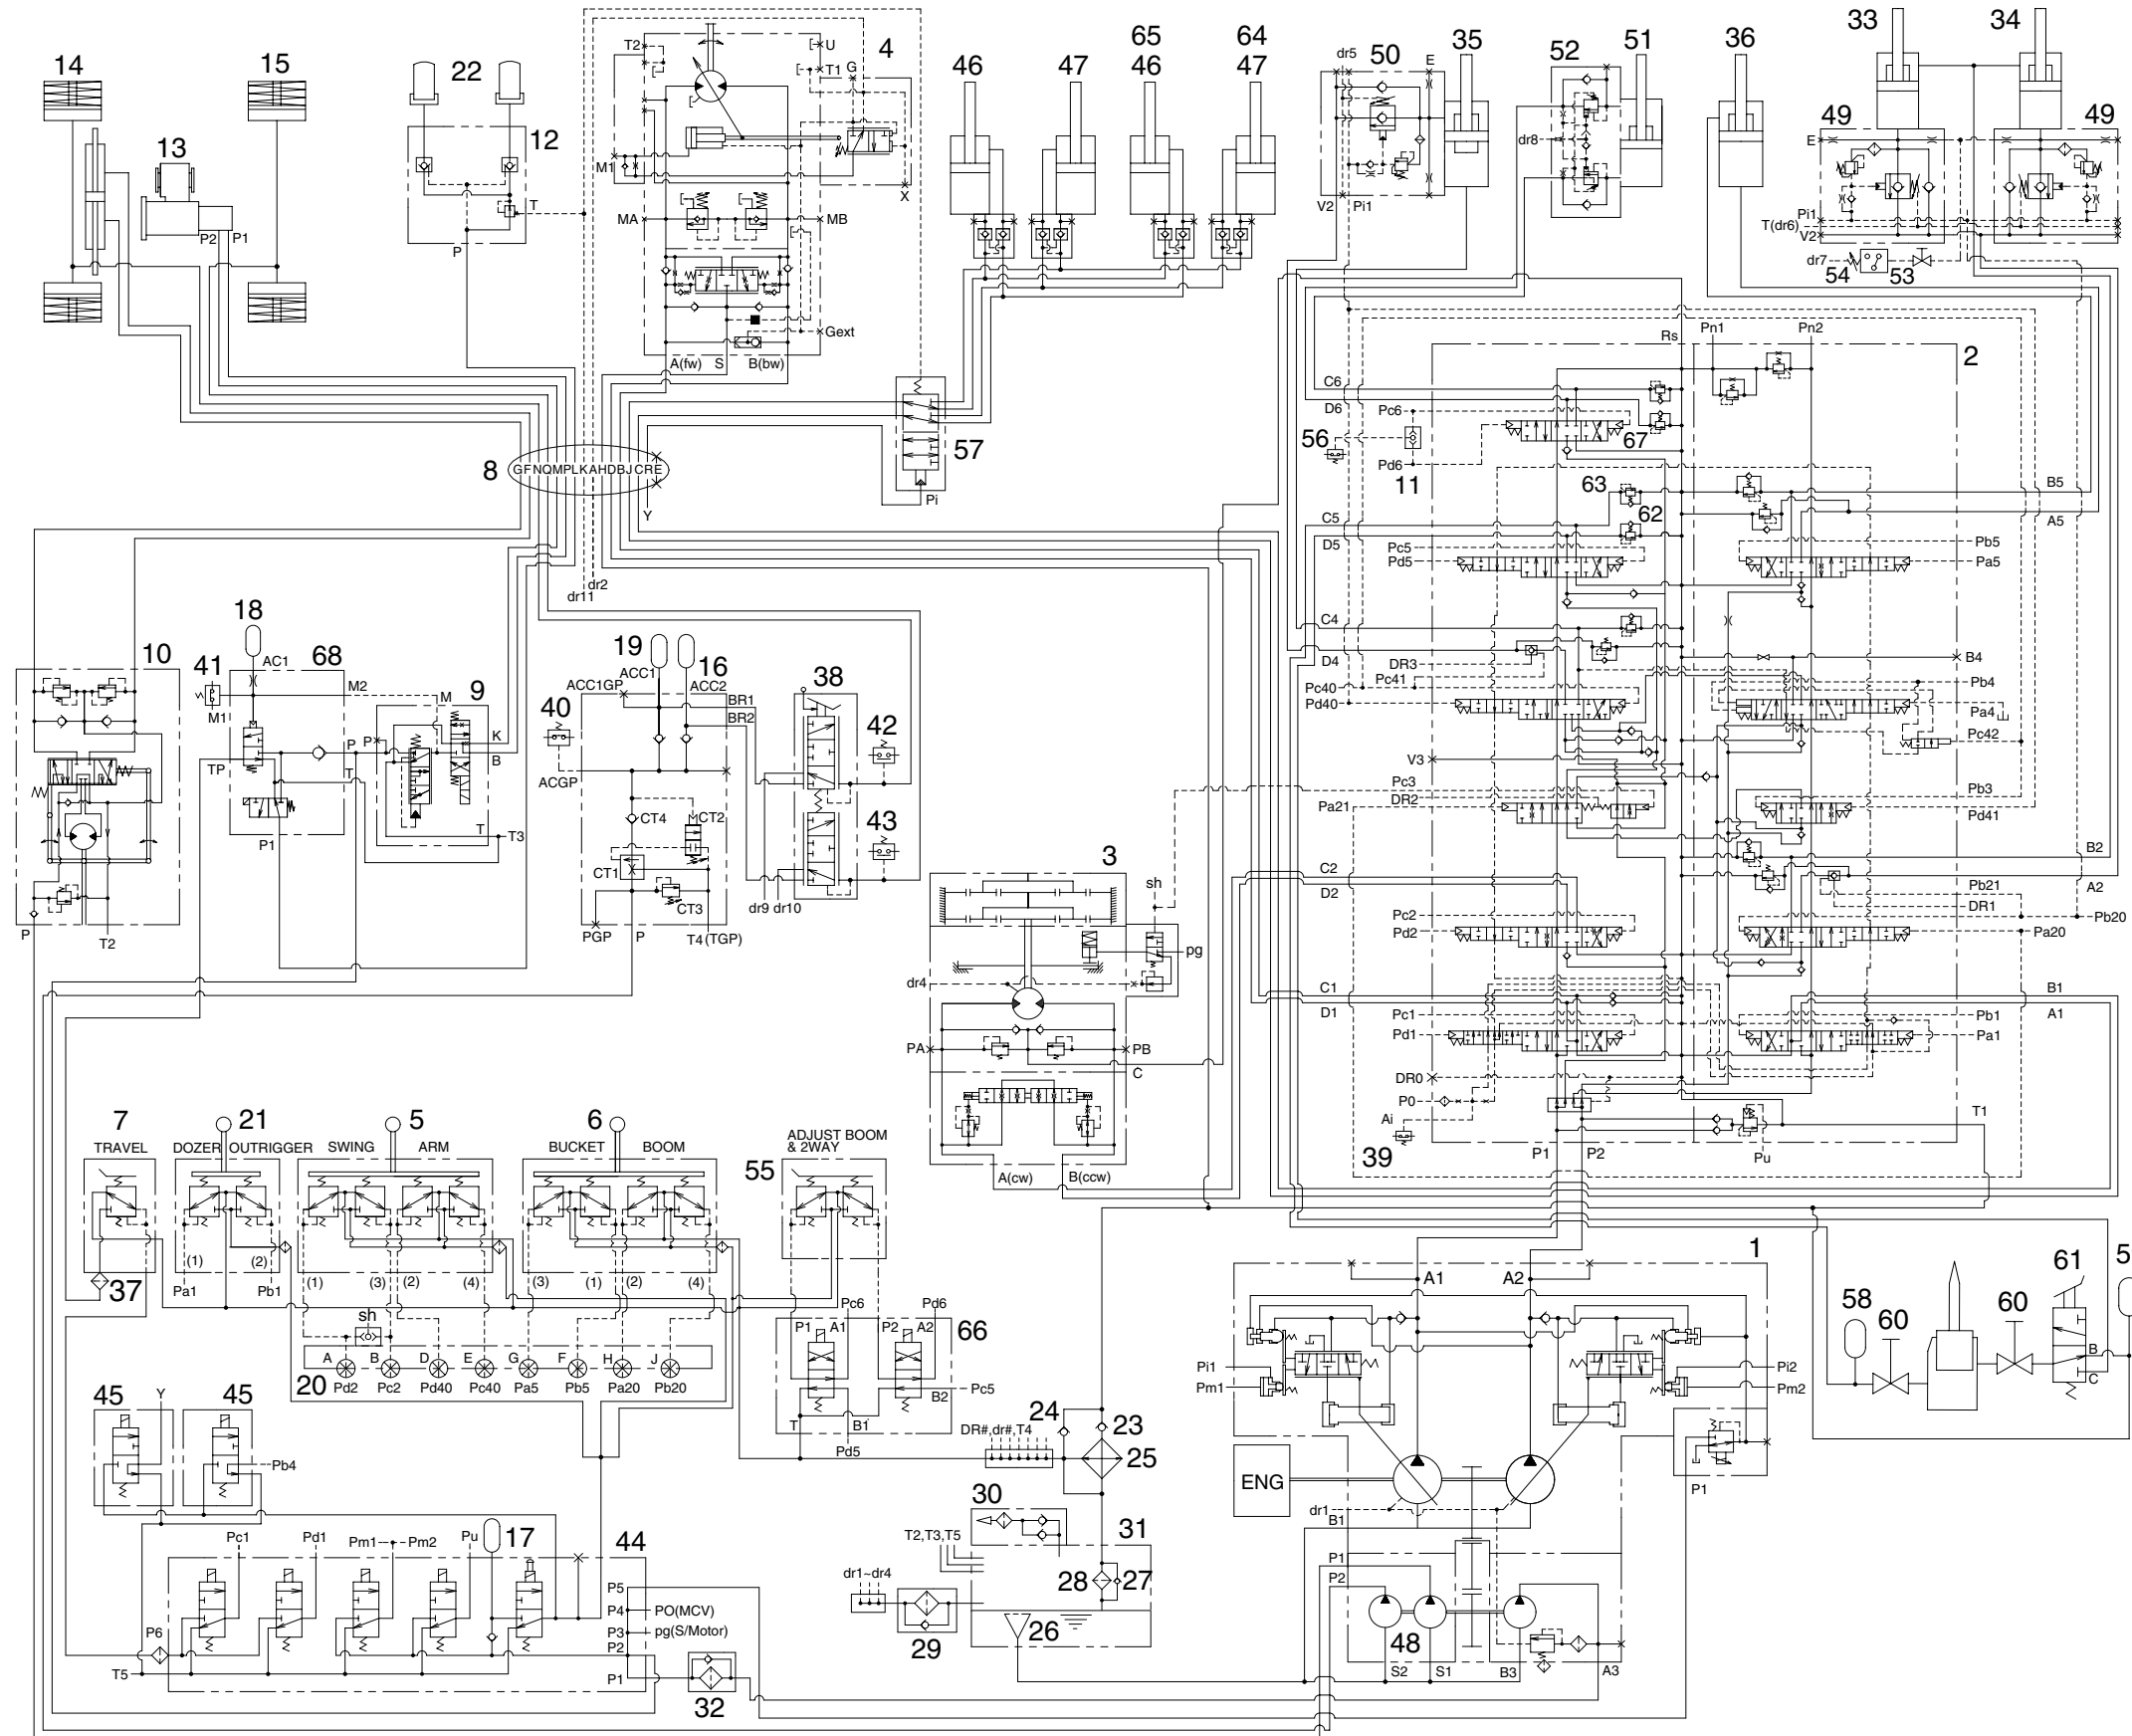 14
15
22
4
65
64
46
47
46
47
50
35
52
51
36
33
34
13
12
49
49
T2
U
T1
G
M1
X
MA
MB
Gext
A(fw)
S
B(bw)
P2
P1
T
P
dr5
E
V2
Pi1
dr8
E
Pi1
T(dr6)
V2
dr7
54
53
Rs
Pn1
Pn2
2
C6
D6
Pc6
56
Pd6
67
11
63
62
B5
A5
C5
D5
Pc5
Pd5
Pb5
Pa5
57
Pi
8
GFNQMPLKAHDBJCRE
Y
dr11
dr2
C4
D4
DR3
Pc41
Pc40
Pd40
B4
Pb4
Pa4
Pc42
V3
Pc3
DR2
Pa21
Pb3
Pd41
B2
A2
Pb21
DR1
Pb20
Pa20
C2
D2
Pc2
Pd2
C1
D1
Pc1
Pd1
B1
A1
Pb1
Pa1
DR0
P0
Ai
39
P1
P2
Pu
T1
10
P
T2
18
41
AC1
68
M2
M
9
M1
TP
P
T
P
K
B
T
T3
P1
19
16
ACC1
ACC1GP
ACC2
BR1
BR2
38
40
42
43
ACGP
CT4
CT2
CT1
CT3
PGP
P
T4(TGP)
dr9
dr10
3
sh
pg
dr4
PA
PB
C
A(cw)
B(ccw)
7
TRAVEL
21
DOZER
OUTRIGGER
5
SWING
ARM
6
BUCKET
BOOM
ADJUST BOOM
& 2WAY
55
37
(1)
(2)
Pa1
Pb1
(1)
(3)
(2)
(4)
(3)
(1)
(2)
(4)
sh
A
B
D
E
G
F
H
J
20
Pd2
Pc2
Pd40
Pc40
Pa5
Pb5
Pa20
Pb20
Pc6
Pd6
P1
A1
P2
A2
66
B2
Pc5
T
B1
Pd5
45
Y
45
Pb4
24
23
DR#,dr#,T4
25
1
A1
A2
Pi1
Pm1
Pi2
Pm2
ENG
dr1
B1
P1
58
60
60
61
5
B
C
Pc1
Pd1
Pm1
Pm2
Pu
17
44
P6
T5
P5
P4
PO(MCV)
P3
pg(S/Motor)
P2
P1
32
30
31
T2,T3,T5
dr1~dr4
28
27
26
29
P1
P2
48
S2
S1
B3
A3